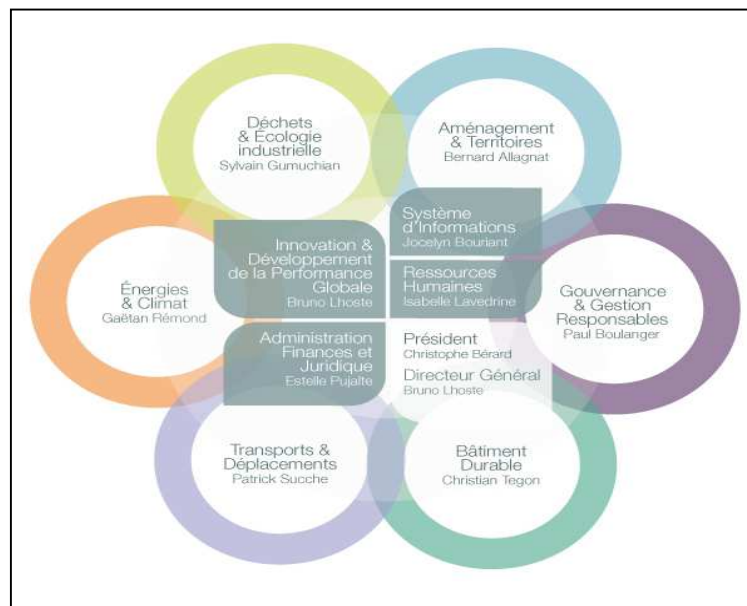 Déchets
& Écologie
industrielle
Sylvain Gumuchian
Aménagement
& Territoires
Bernard Allagnat
Système
d'Informations
Jocelyn Bouriant
Innovation &
Développement
de la Performance
Globale
Bruno Lhoste
Ressources
Humaines
Isabelle Lavedrine
Énergies
& Climat
Gaëtan Rémond
Gouvernance
& Gestion
Responsables
Paul Boulanger
Administration
Finances et
Juridique
Estelle Pujalte
Président
Christophe Bérard
Directeur Général
Bruno Lhoste
Transports &
Déplacements
Patrick Sucche
Bâtiment
Durable
Christian Tegon